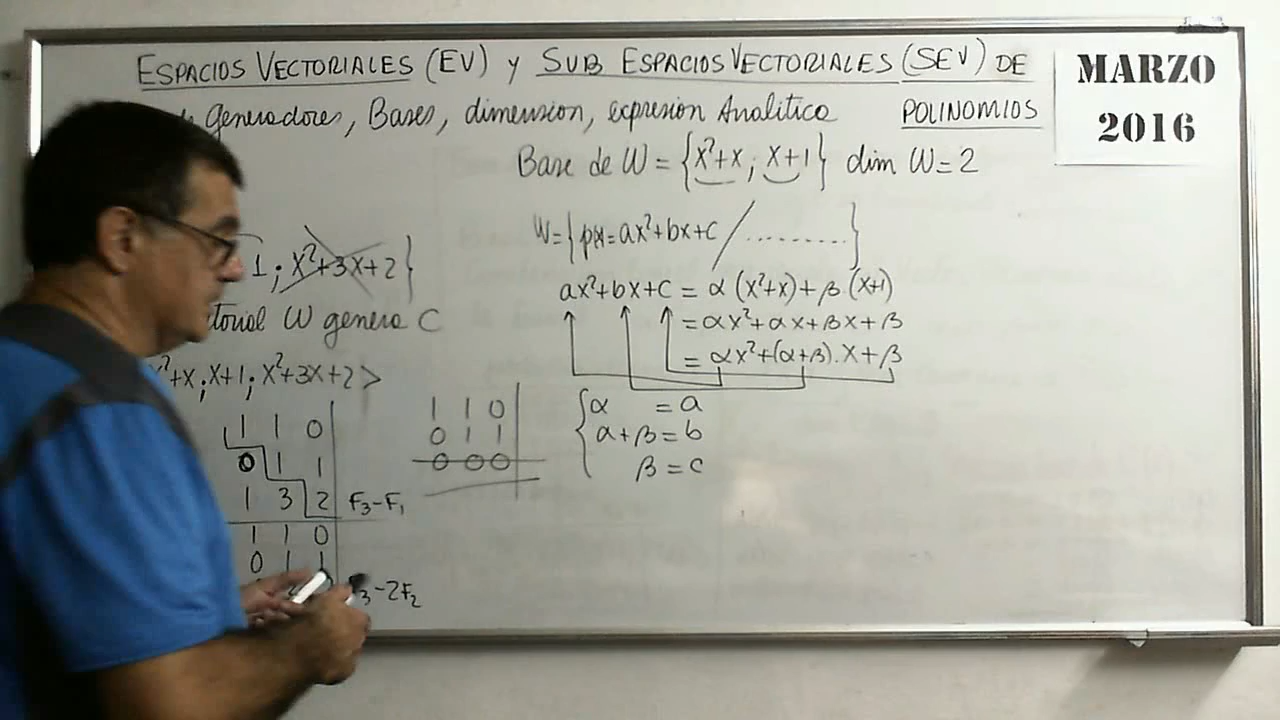 ESPACIOS VECTORIALES (EV) y SUB ESPACIOS VECTORIALES (SEV) DE
Generadores, Bases, dimension, expresion Analitica POLINOMIOS
MARZO
2016
Base de W = {x²+x ; x+1} dim W = 2
W = {p(x) = ax²+bx+c / ..........}
1 ; x²+3x+2}
W genera C
x²+x ; x+1 ; x²+3x+2 >
1 1 0
0 1 1
1 3 2 F₃-F₁
1 1 0
0 1 1
F₃-2F₂
1 1 0
0 1 1
0 0 0
ax²+bx+c = α (x²+x) + β (x+1)
= αx²+αx+βx+β
= αx²+(α+β).x+β
α = a
α+β = b
β = c